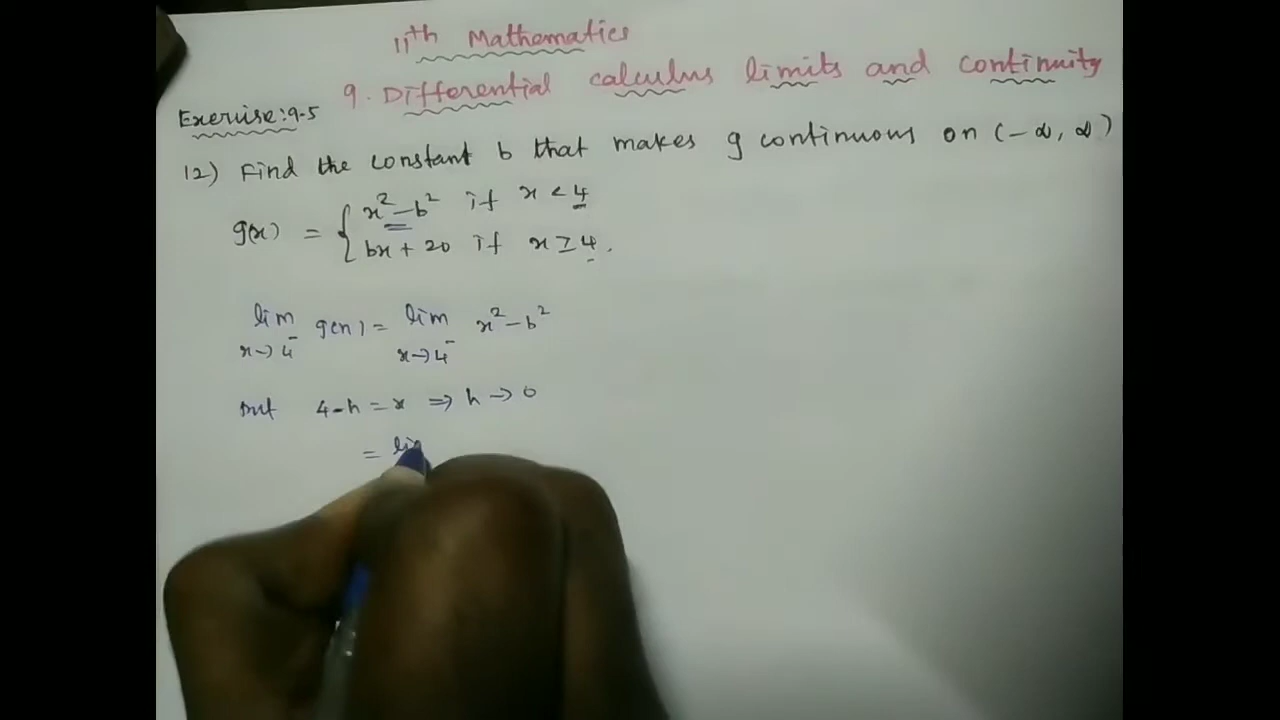 11th Mathematics
9. Differential calculus limits and continuity
Exercise: 9.5
12) Find the constant b that makes g continuous on (-∞, ∞)
g(x) = { x² - b² if x < 4
bx + 20 if x ≥ 4.
lim x→4⁻ g(x) = lim x→4⁻ x² - b²
put 4-h = x ⇒ h → 0
= lim